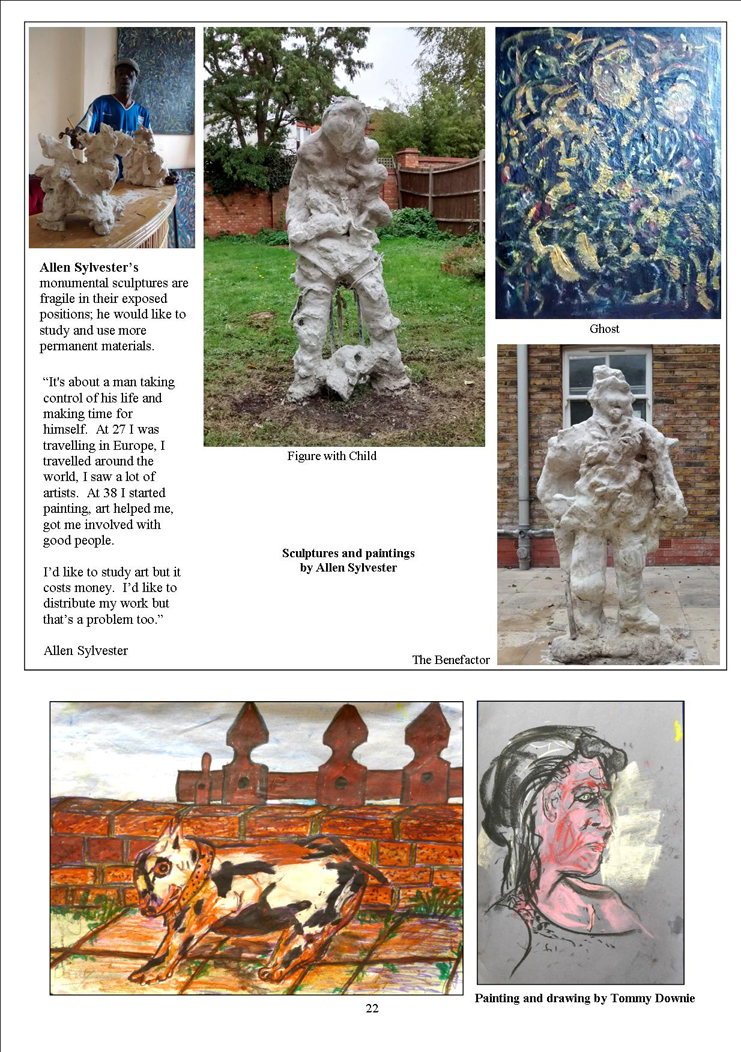 Allen Sylvester's
monumental sculptures are
fragile in their exposed
positions; he would like to
study and use more
permanent materials.
“It's about a man taking
control of his life and
making time for
himself. At 27 I was
travelling in Europe, I
travelled around the
world, I saw a lot of
artists. At 38 I started
painting, art helped me,
got me involved with
good people.
I’d like to study art but it
costs money. I’d like to
distribute my work but
that’s a problem too.”
Allen Sylvester
Figure with Child
Sculptures and paintings
by Allen Sylvester
Ghost
The Benefactor
Painting and drawing by Tommy Downie
22